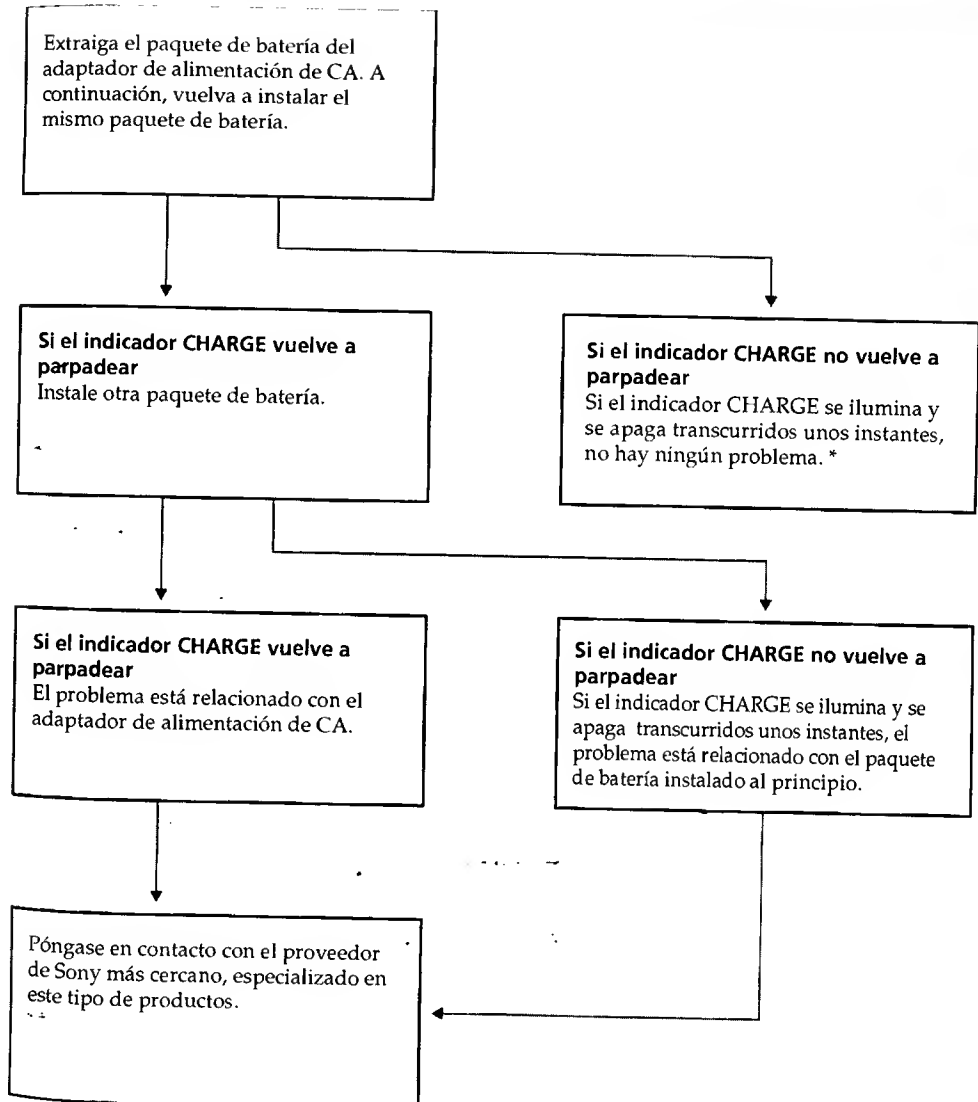 Extraiga el paquete de batería del
adaptador de alimentación de CA. A
continuación, vuelva a instalar el
mismo paquete de batería.
Si el indicador CHARGE vuelve a
parpadear
Instale otra paquete de batería.
Si el indicador CHARGE no vuelve a
parpadear
Si el indicador CHARGE se ilumina y
se apaga transcurridos unos instantes,
no hay ningún problema. *
Si el indicador CHARGE vuelve a
parpadear
El problema está relacionado con el
adaptador de alimentación de CA.
Si el indicador CHARGE no vuelve a
parpadear
Si el indicador CHARGE se ilumina y se
apaga transcurridos unos instantes, el
problema está relacionado con el paquete
de batería instalado al principio.
Póngase en contacto con el proveedor
de Sony más cercano, especializado en
este tipo de productos.